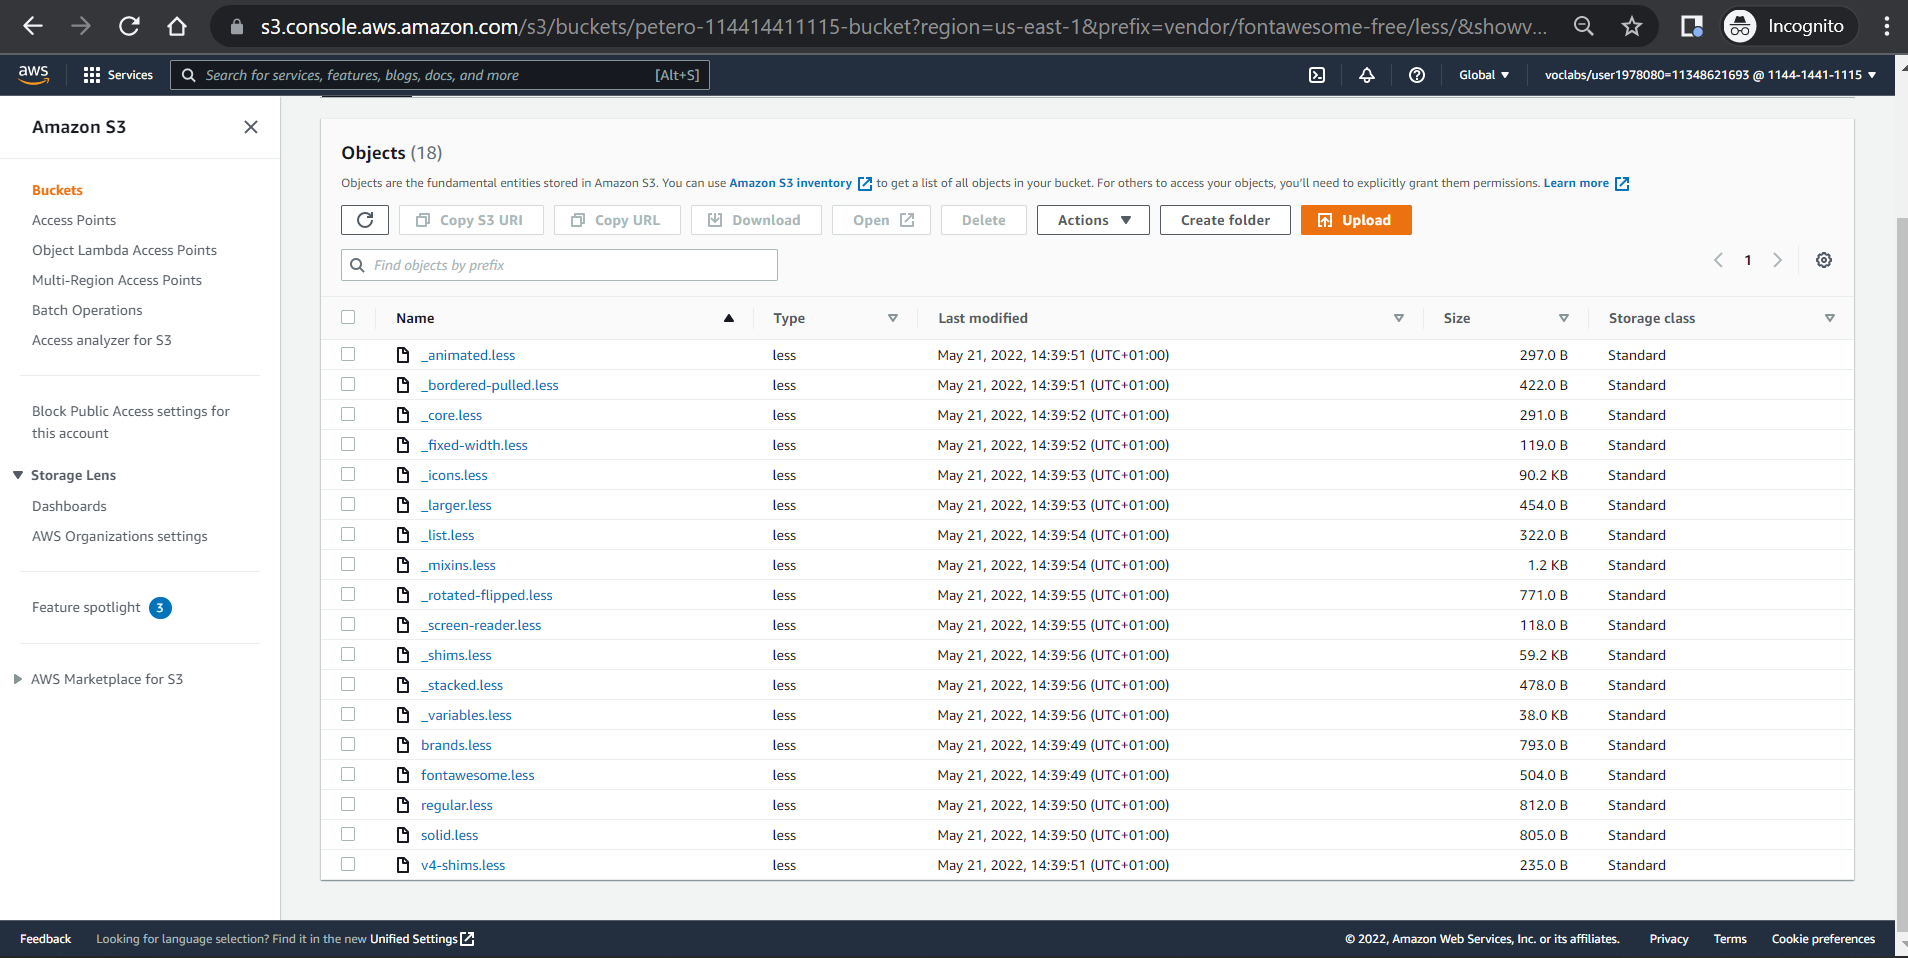 s3.console.aws.amazon.com/s3/buckets/petero-114414411115-bucket?region=us-east-1&prefix=vendor/fontawesome-free/less/&showv... Incognito
aws Services Search for services, features, blogs, docs, and more [Alt+S] Global voclabs/user1978080=11348621693 @ 1144-1441-1115
Amazon S3
Buckets
Access Points
Object Lambda Access Points
Multi-Region Access Points
Batch Operations
Access analyzer for S3
Block Public Access settings for
this account
Storage Lens
Dashboards
AWS Organizations settings
Feature spotlight 3
AWS Marketplace for S3
Objects (18)
Objects are the fundamental entities stored in Amazon S3. You can use Amazon S3 inventory to get a list of all objects in your bucket. For others to access your objects, you'll need to explicitly grant them permissions. Learn more
Copy S3 URI Copy URL Download Open Delete Actions Create folder Upload
Find objects by prefix 1
Name Type Last modified Size Storage class
_animated.less less May 21, 2022, 14:39:51 (UTC+01:00) 297.0 B Standard
_bordered-pulled.less less May 21, 2022, 14:39:51 (UTC+01:00) 422.0 B Standard
_core.less less May 21, 2022, 14:39:52 (UTC+01:00) 291.0 B Standard
_fixed-width.less less May 21, 2022, 14:39:52 (UTC+01:00) 119.0 B Standard
_icons.less less May 21, 2022, 14:39:53 (UTC+01:00) 90.2 KB Standard
_larger.less less May 21, 2022, 14:39:53 (UTC+01:00) 454.0 B Standard
_list.less less May 21, 2022, 14:39:54 (UTC+01:00) 322.0 B Standard
_mixins.less less May 21, 2022, 14:39:54 (UTC+01:00) 1.2 KB Standard
_rotated-flipped.less less May 21, 2022, 14:39:55 (UTC+01:00) 771.0 B Standard
_screen-reader.less less May 21, 2022, 14:39:55 (UTC+01:00) 118.0 B Standard
_shims.less less May 21, 2022, 14:39:56 (UTC+01:00) 59.2 KB Standard
_stacked.less less May 21, 2022, 14:39:56 (UTC+01:00) 478.0 B Standard
_variables.less less May 21, 2022, 14:39:56 (UTC+01:00) 38.0 KB Standard
brands.less less May 21, 2022, 14:39:49 (UTC+01:00) 793.0 B Standard
fontawesome.less less May 21, 2022, 14:39:49 (UTC+01:00) 504.0 B Standard
regular.less less May 21, 2022, 14:39:50 (UTC+01:00) 812.0 B Standard
solid.less less May 21, 2022, 14:39:50 (UTC+01:00) 805.0 B Standard
v4-shims.less less May 21, 2022, 14:39:51 (UTC+01:00) 235.0 B Standard
Feedback Looking for language selection? Find it in the new Unified Settings © 2022, Amazon Web Services, Inc. or its affiliates. Privacy Terms Cookie preferences